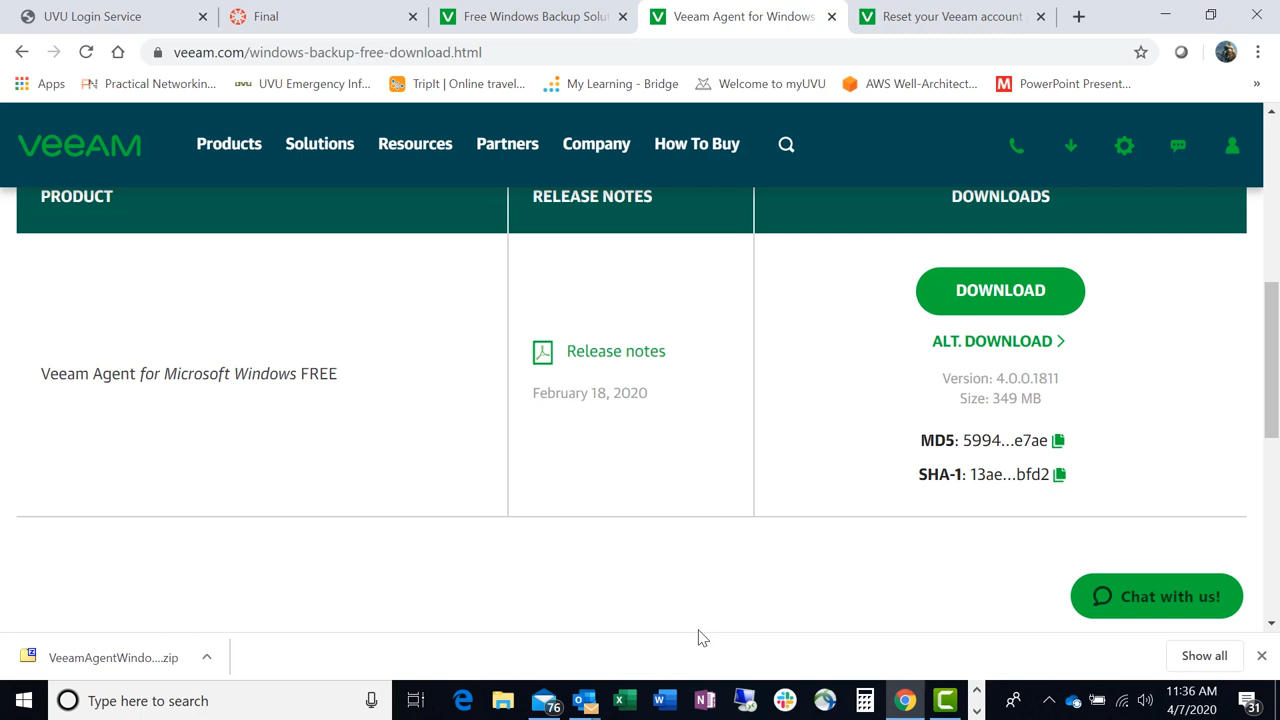 UVU Login Service
Final
Free Windows Backup Solu
Veeam Agent for Windows
Reset your Veeam account
veeam.com/windows-backup-free-download.html
Apps
Practical Networkin...
UVU
UVU Emergency Inf...
TripIt | Online travel...
My Learning - Bridge
Welcome to myUVU
AWS Well-Architect...
M
PowerPoint Present...
»
veeam
Products
Solutions
Resources
Partners
Company
How To Buy
PRODUCT
RELEASE NOTES
DOWNLOADS
Veeam Agent for Microsoft Windows FREE
Release notes
February 18, 2020
DOWNLOAD
ALT. DOWNLOAD >
Version: 4.0.0.1811
Size: 349 MB
MD5: 5994...e7ae
SHA-1: 13ae...bfd2
Chat with us!
VeeamAgentWindo....zip
Show all
Type here to search
76
11:36 AM
4/7/2020
31